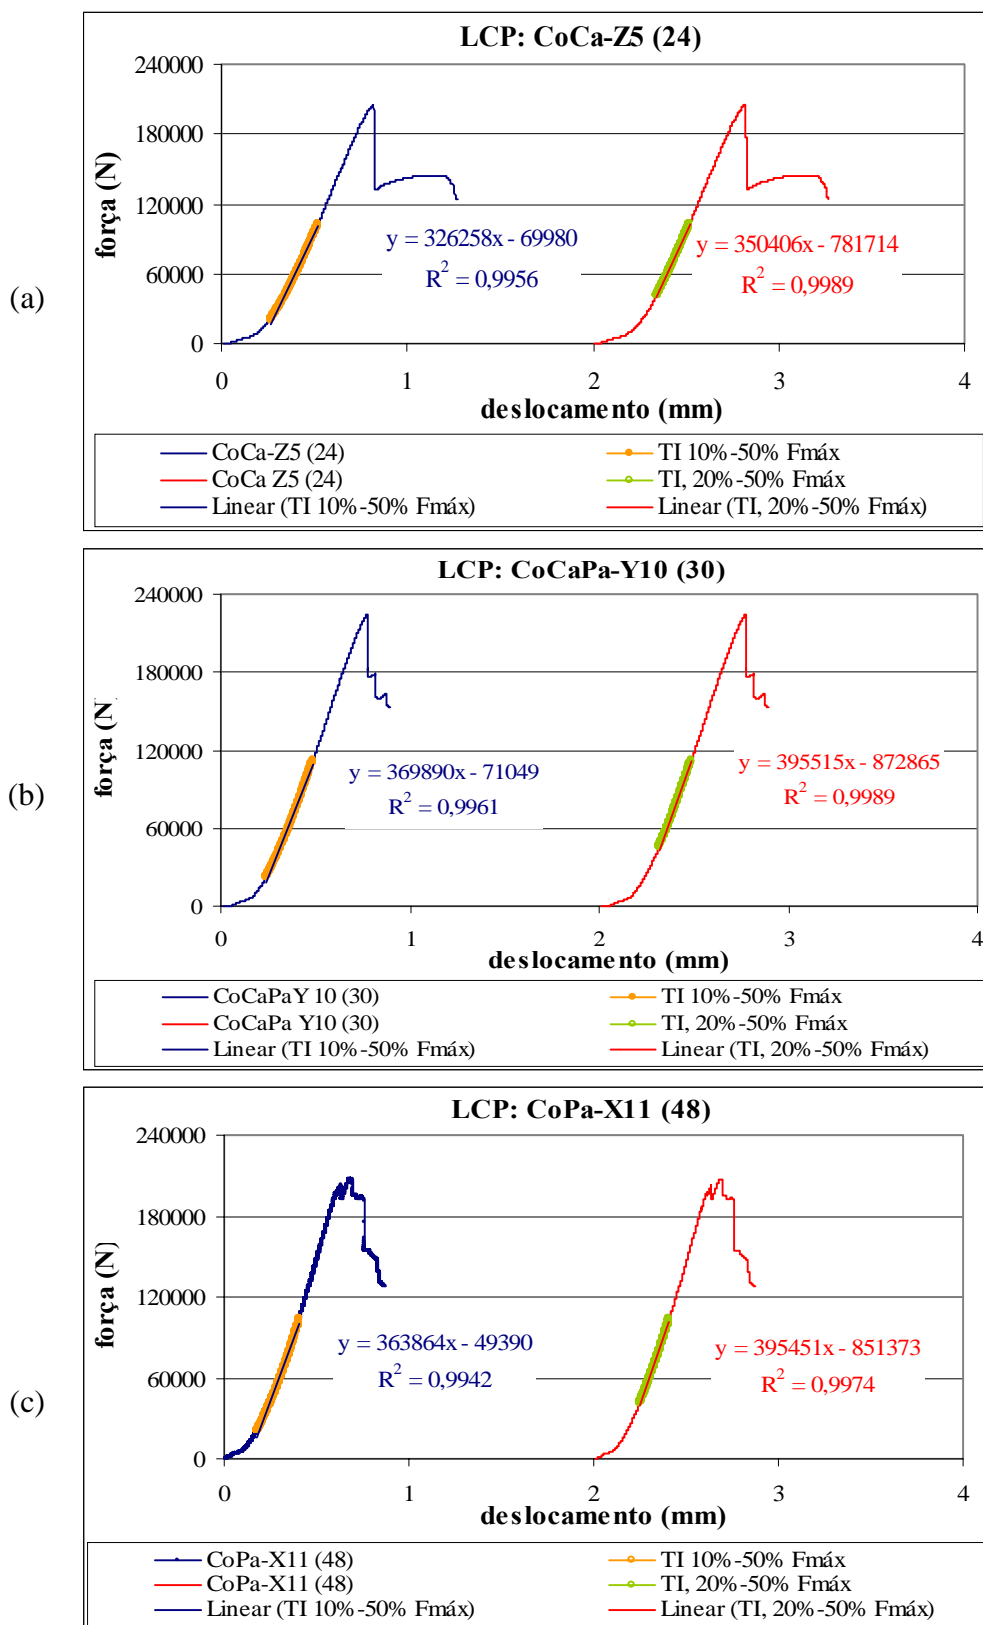 (a)
LCP: CoCa-Z5 (24)
240000
180000
120000
60000
0
força (N)
y = 326258x - 69980
R² = 0,9956
y = 350406x - 781714
R² = 0,9989
0 1 2 3 4
deslocamento (mm)
CoCa-Z5 (24) TI 10%-50% Fmáx
CoCa Z5 (24) TI, 20%-50% Fmáx
Linear (TI 10%-50% Fmáx) Linear (TI, 20%-50% Fmáx)
(b)
LCP: CoCaPa-Y10 (30)
240000
180000
120000
60000
0
força (N
y = 369890x - 71049
R² = 0,9961
y = 395515x - 872865
R² = 0,9989
0 1 2 3 4
deslocamento (mm)
CoCaPaY 10 (30) TI 10%-50% Fmáx
CoCaPa Y10 (30) TI, 20%-50% Fmáx
Linear (TI 10%-50% Fmáx) Linear (TI, 20%-50% Fmáx)
(c)
LCP: CoPa-X11 (48)
240000
180000
120000
60000
0
força (N)
y = 363864x - 49390
R² = 0,9942
y = 395451x - 851373
R² = 0,9974
0 1 2 3 4
deslocamento (mm)
CoPa-X11 (48) TI 10%-50% Fmáx
CoPa-X11 (48) TI, 20%-50% Fmáx
Linear (TI 10%-50% Fmáx) Linear (TI, 20%-50% Fmáx)